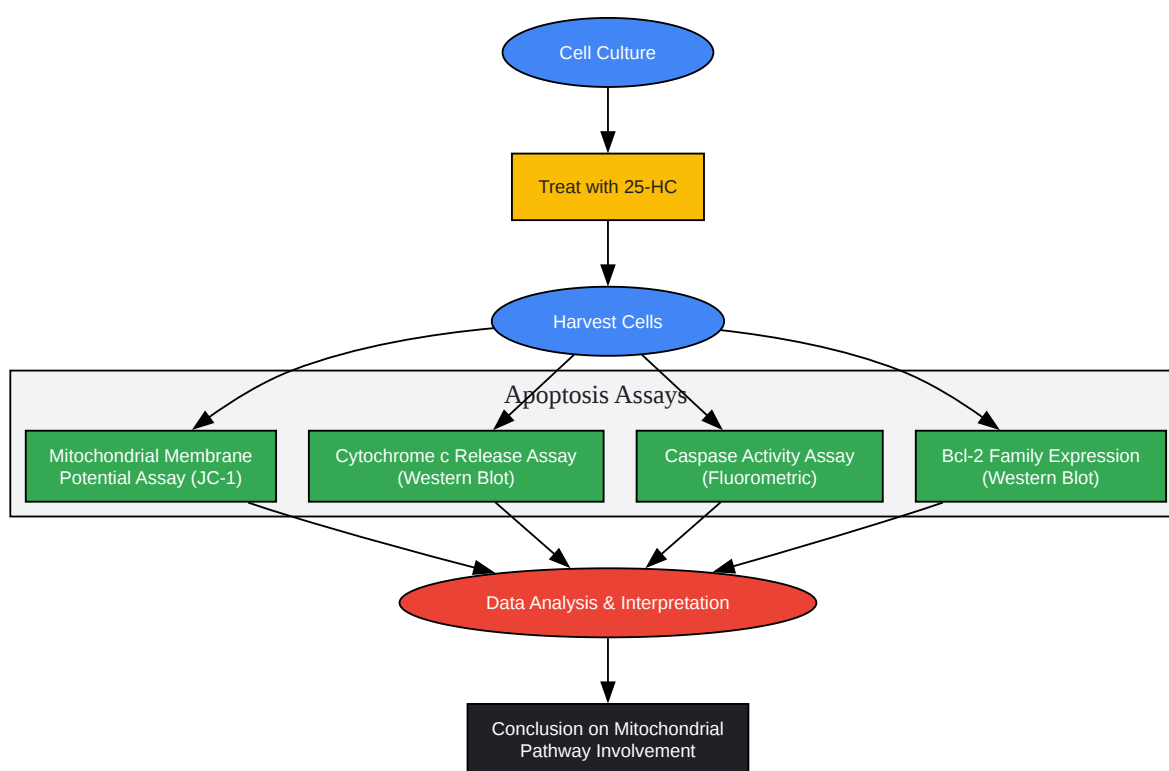 Cell Culture
Treat with 25-HC
Harvest Cells
Apoptosis Assays
Mitochondrial Membrane
Potential Assay (JC-1)
Cytochrome c Release Assay
(Western Blot)
Caspase Activity Assay
(Fluorometric)
Bcl-2 Family Expression
(Western Blot)
Data Analysis & Interpretation
Conclusion on Mitochondrial
Pathway Involvement